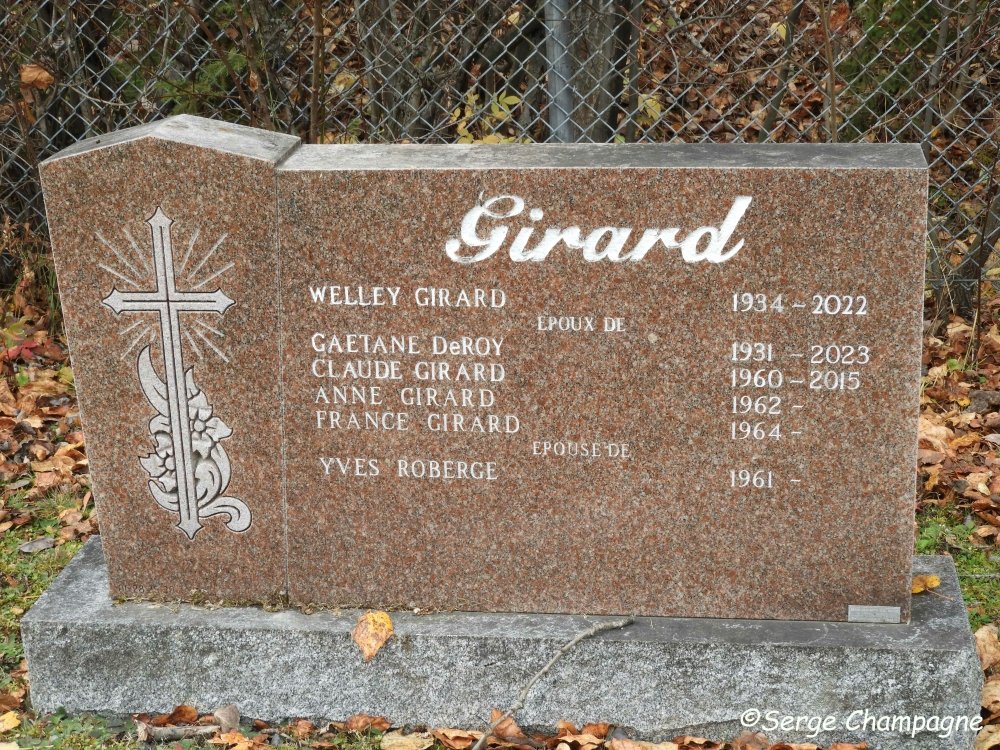 Girard
WELLEY GIRARD 1934 - 2022
EPOUX DE
GAETANE DeROY 1931 - 2023
CLAUDE GIRARD 1960 - 2015
ANNE GIRARD 1962 -
FRANCE GIRARD 1964 -
EPOUSE DE
YVES ROBERGE 1961 -
©Serge Champagne